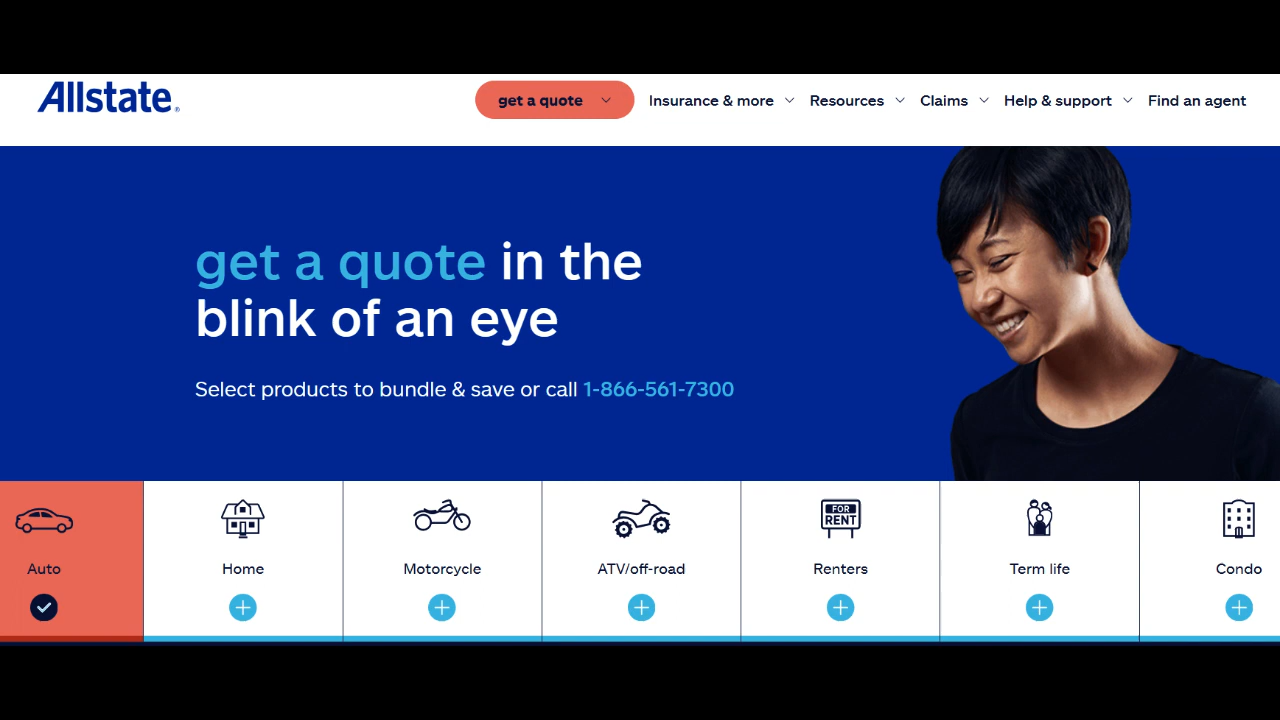 Allstate®
get a quote
Insurance & more
Resources
Claims
Help & support
Find an agent
get a quote in the
blink of an eye
Select products to bundle & save or call 1-866-561-7300
FOR
RENT
Auto
Home
Motorcycle
ATV/off-road
Renters
Term life
Condo